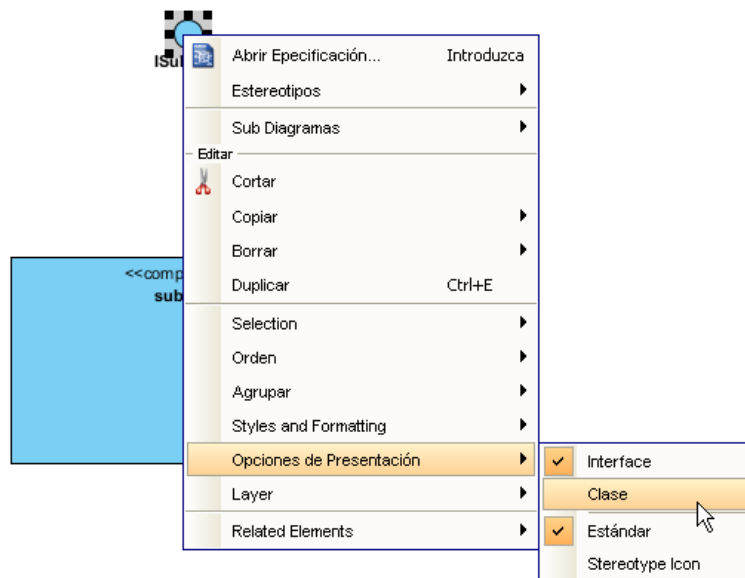 ISu
Abrir Epecificación... Introduzca
Estereotipos
Sub Diagramas
Editar
Cortar
Copiar
Borrar
<<comp
Duplicar Ctrl+E
sub
Selection
Orden
Agrupar
Styles and Formatting
Opciones de Presentación
Interface
Layer
Clase
Related Elements
Estándar
Stereotype Icon